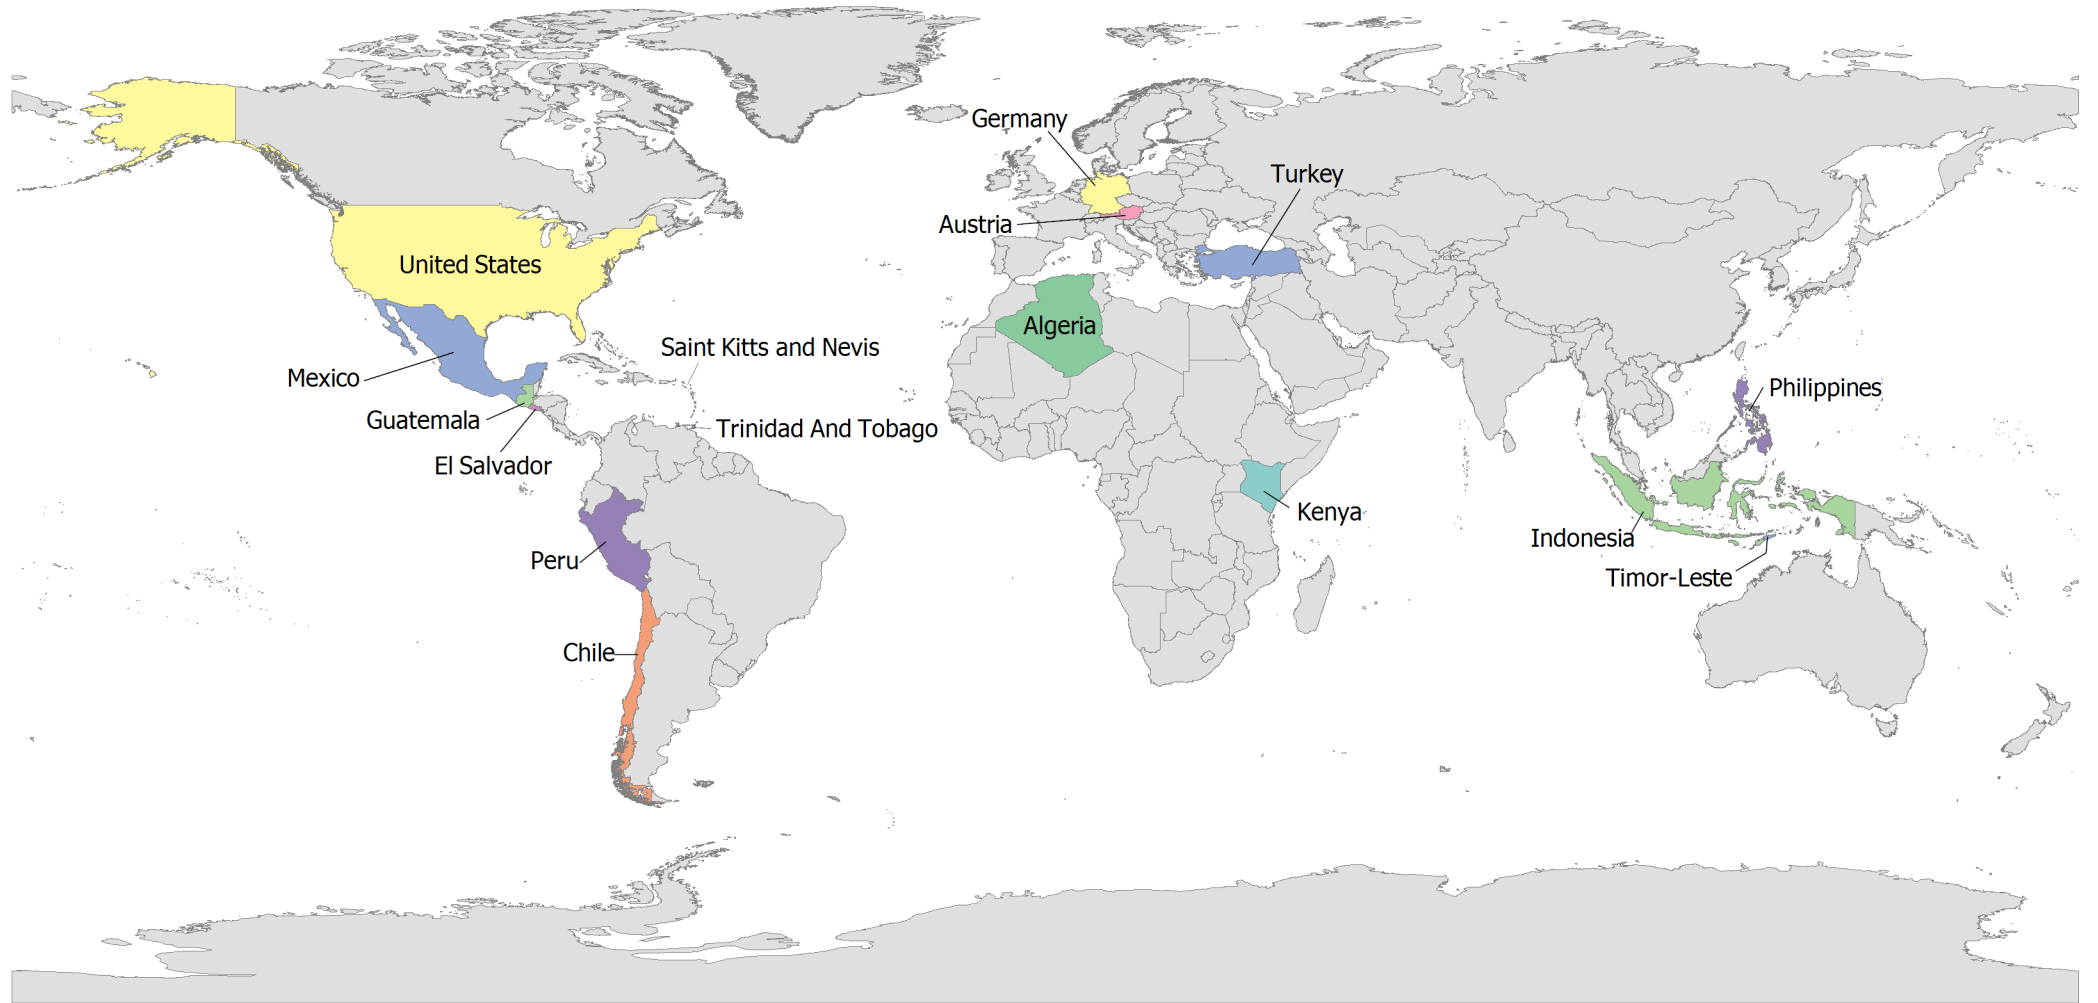 Germany
Turkey
Austria
United States
Algeria
Saint Kitts and Nevis
Mexico
Philippines
Guatemala
Trinidad And Tobago
El Salvador
Kenya
Indonesia
Peru
Timor-Leste
Chile